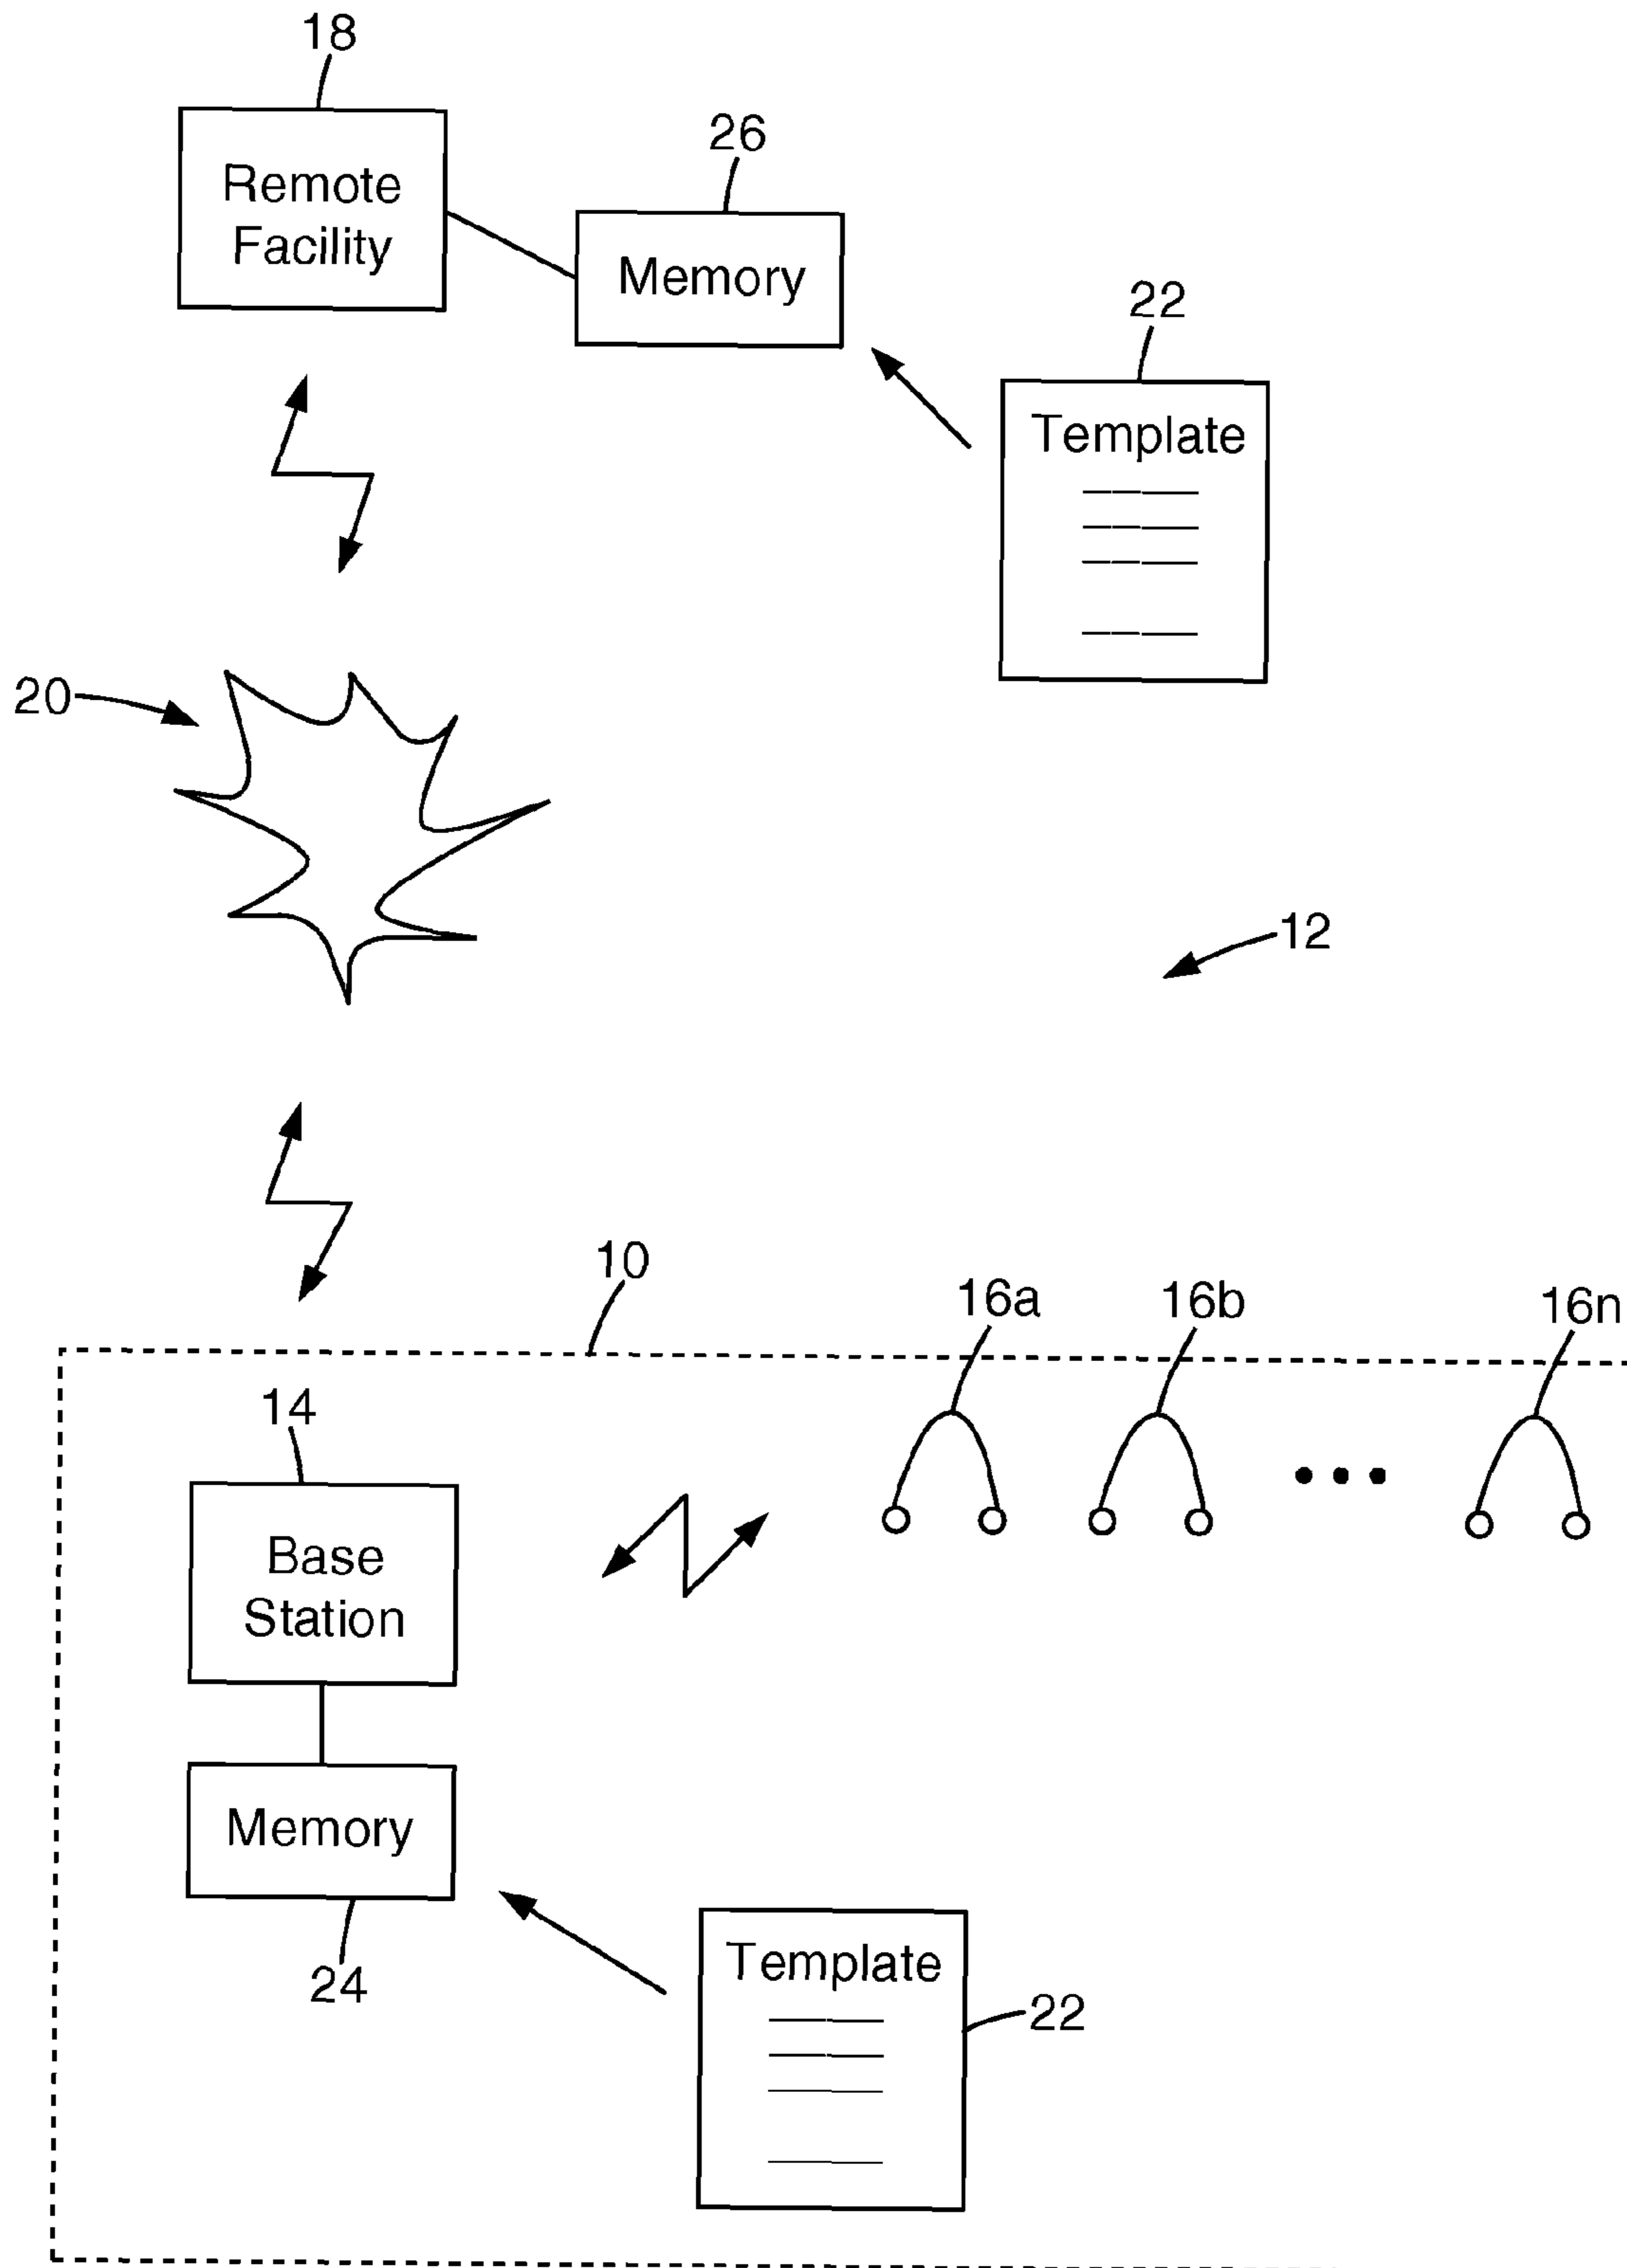 18
26
Remote
Facility
Memory
22
Template
20
12
10
16a
16b
16n
14
Base
Station
Memory
24
Template
22